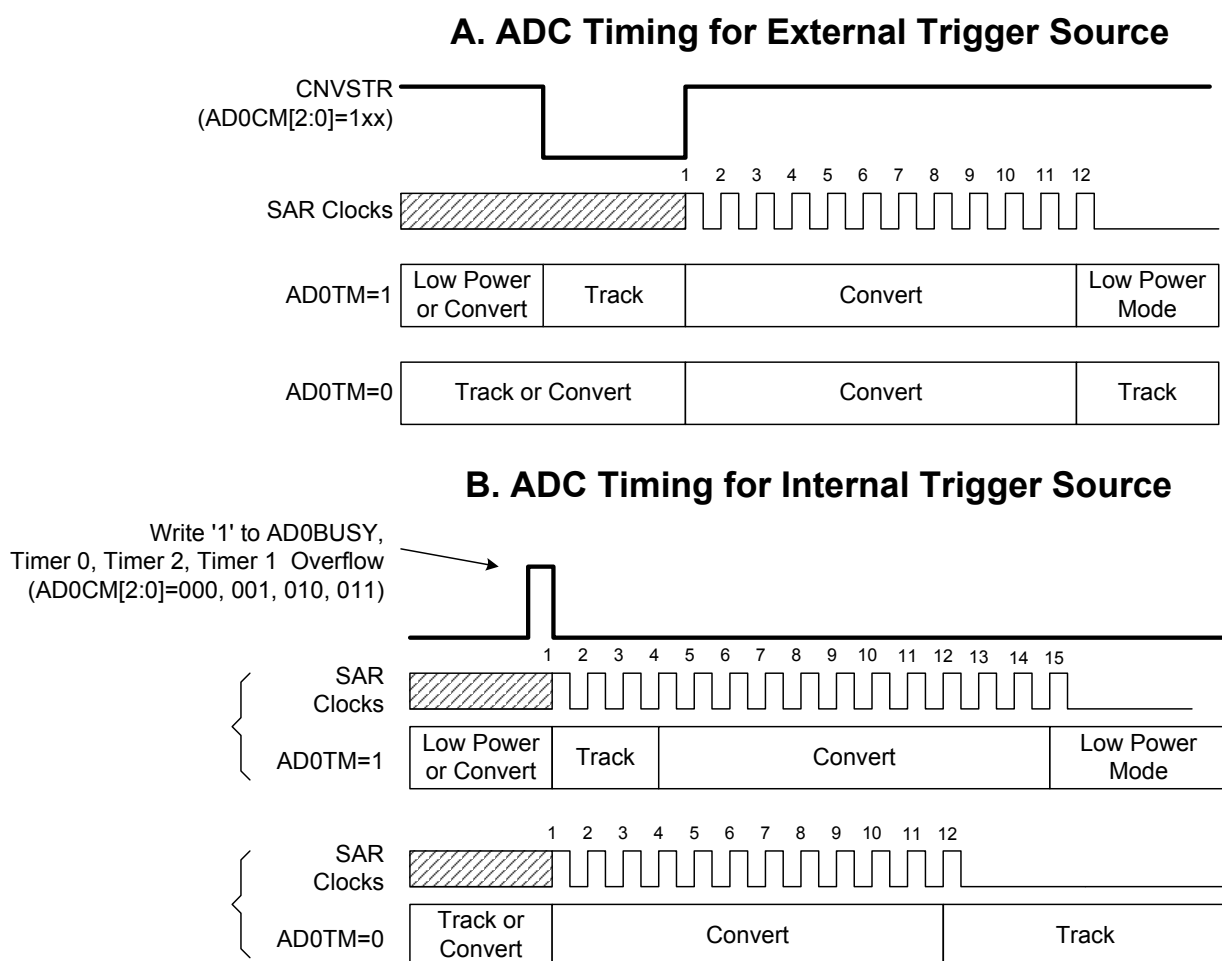 A. ADC Timing for External Trigger Source
CNVSTR
(AD0CM[2:0]=1xx)
1 2 3 4 5 6 7 8 9 10 11 12
SAR Clocks
AD0TM=1
Low Power
or Convert
Track
Convert
Low Power
Mode
AD0TM=0
Track or Convert
Convert
Track
B. ADC Timing for Internal Trigger Source
Write '1' to AD0BUSY,
Timer 0, Timer 2, Timer 1 Overflow
(AD0CM[2:0]=000, 001, 010, 011)
1 2 3 4 5 6 7 8 9 10 11 12 13 14 15
SAR
Clocks
AD0TM=1
Low Power
or Convert
Track
Convert
Low Power
Mode
1 2 3 4 5 6 7 8 9 10 11 12
SAR
Clocks
AD0TM=0
Track or
Convert
Convert
Track